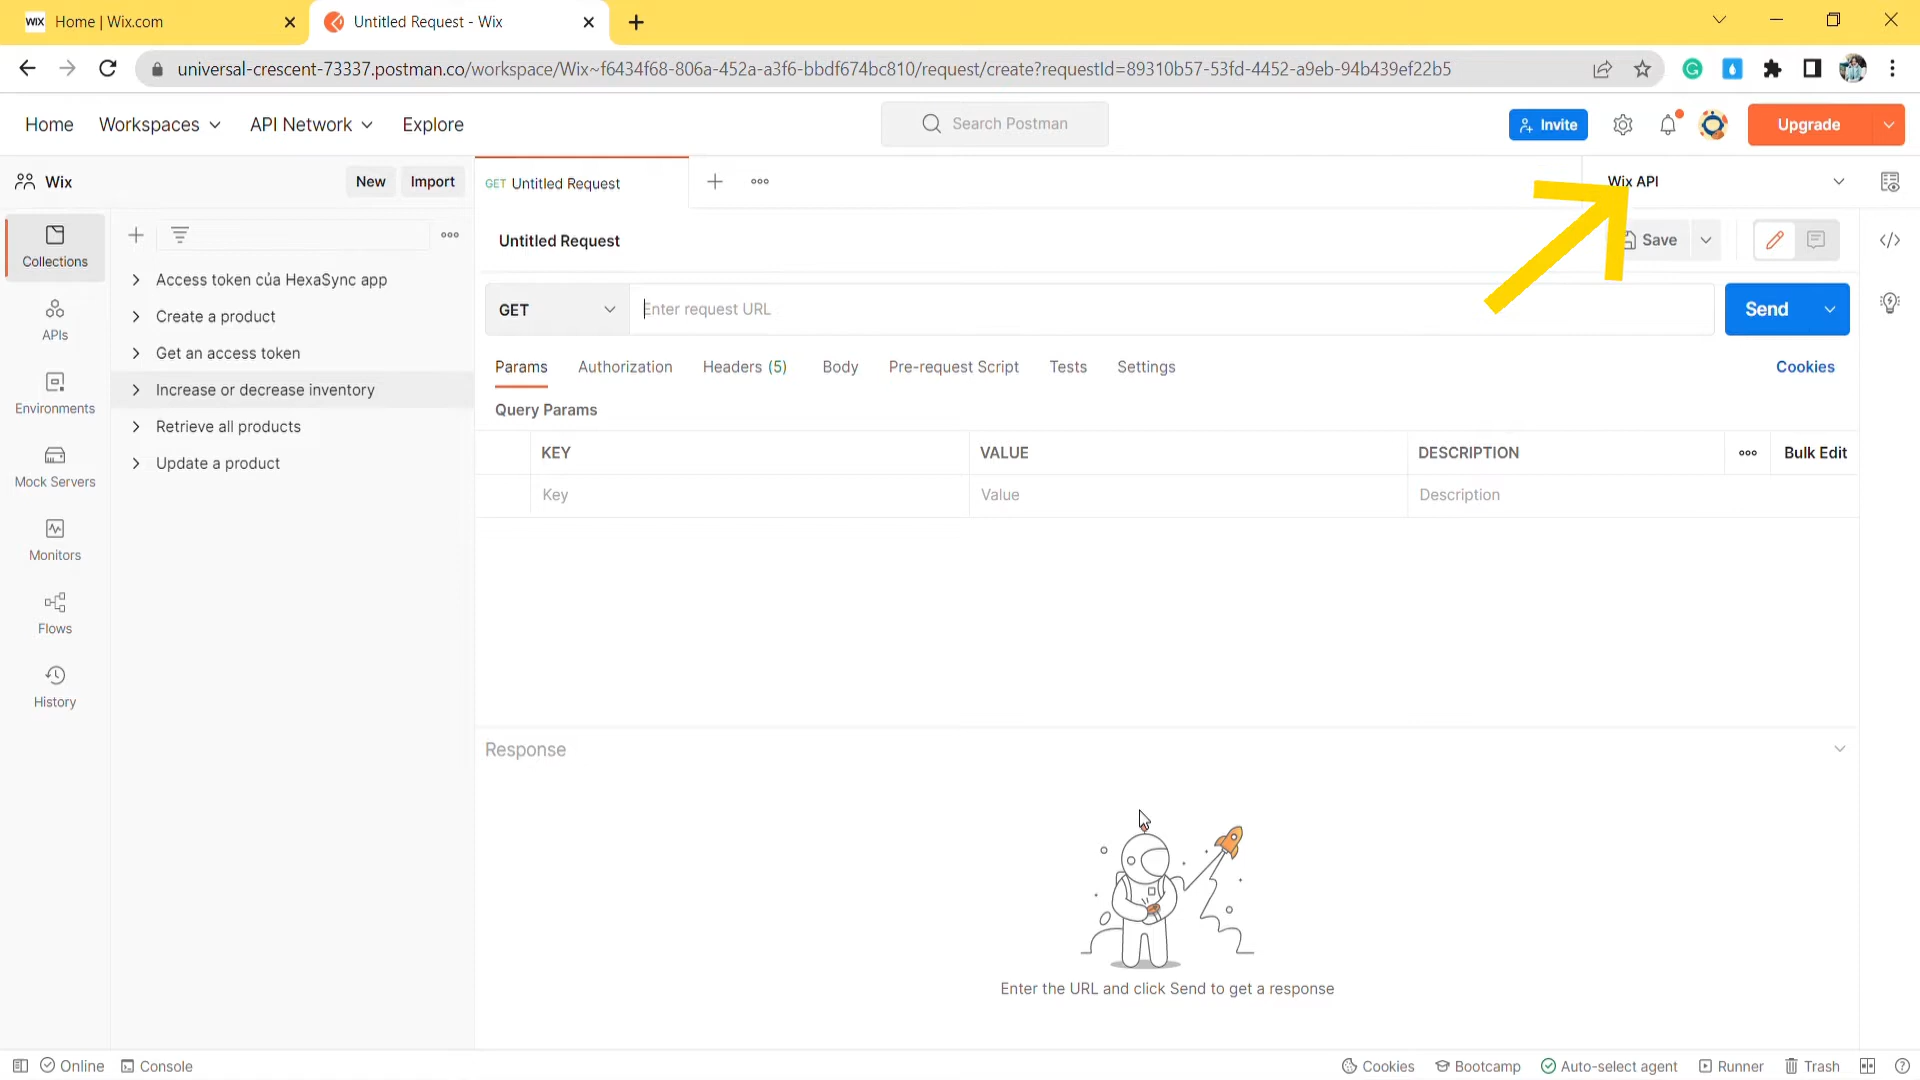 WIX Home | Wix.com
Untitled Request - Wix
universal-crescent-73337.postman.co/workspace/Wix~f6434f68-806a-452a-a3f6-bbdf674bc810/request/create?requestId=89310b57-53fd-4452-a9eb-94b439ef22b5
Home Workspaces API Network Explore
Search Postman
Invite
Upgrade
Wix
New Import
GET Untitled Request
Wix API
Collections
APIs
Environments
Mock Servers
Monitors
Flows
History
Access token của HexaSync app
Create a product
Get an access token
Increase or decrease inventory
Retrieve all products
Update a product
Untitled Request
Save
GET
Enter request URL
Send
Params Authorization Headers (5) Body Pre-request Script Tests Settings
Cookies
Query Params
KEY VALUE DESCRIPTION
Bulk Edit
Key Value Description
Response
Enter the URL and click Send to get a response
Online Console
Cookies Bootcamp Auto-select agent Runner Trash